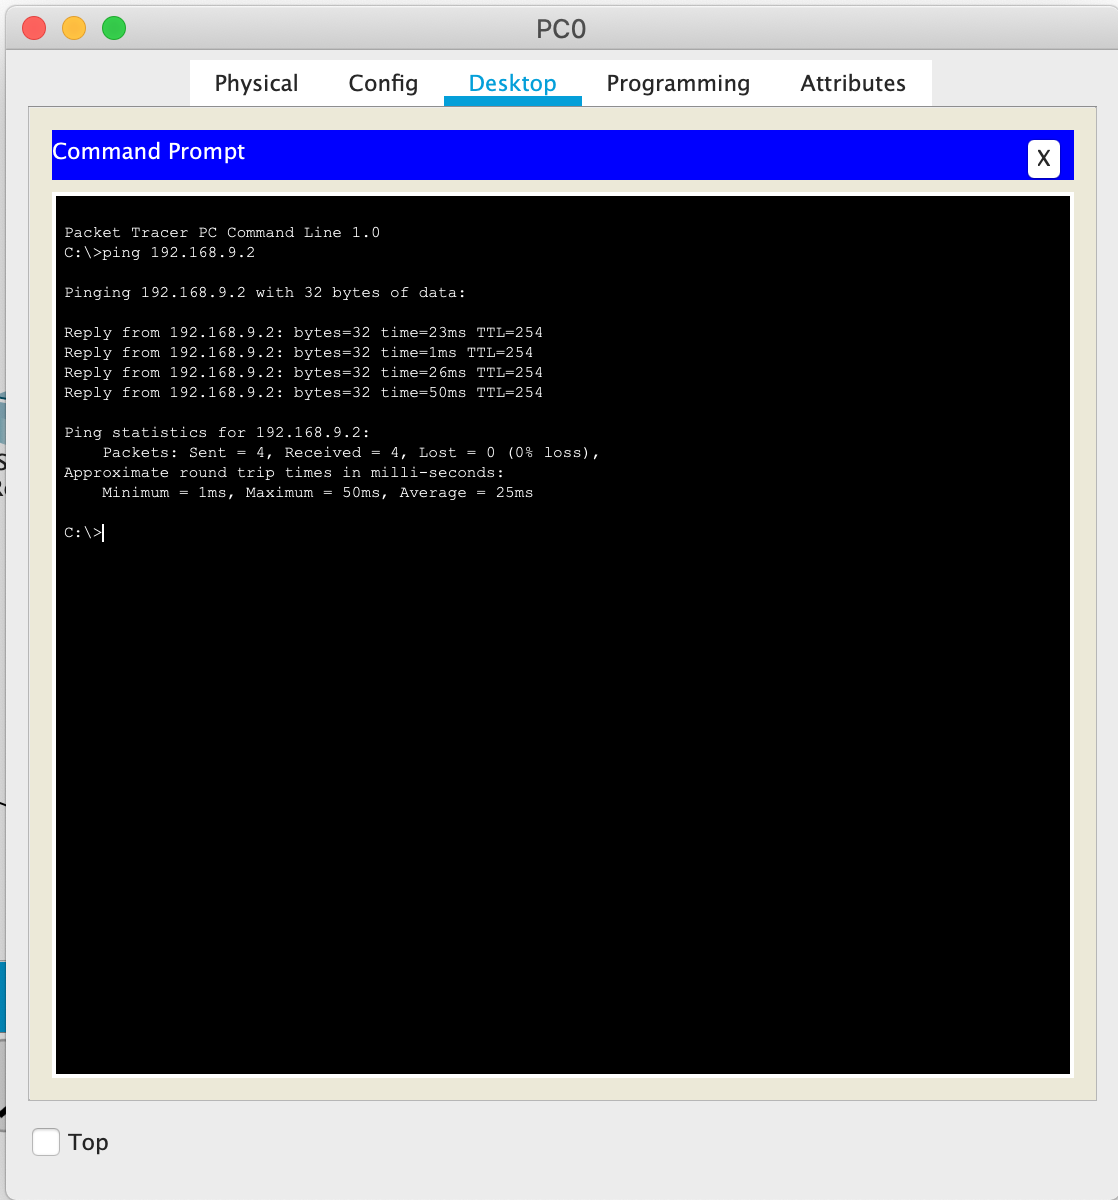 PC0
Physical Config Desktop Programming Attributes
Command Prompt
X
Packet Tracer PC Command Line 1.0
C:\>ping 192.168.9.2
Pinging 192.168.9.2 with 32 bytes of data:
Reply from 192.168.9.2: bytes=32 time=23ms TTL=254
Reply from 192.168.9.2: bytes=32 time=1ms TTL=254
Reply from 192.168.9.2: bytes=32 time=26ms TTL=254
Reply from 192.168.9.2: bytes=32 time=50ms TTL=254
Ping statistics for 192.168.9.2:
Packets: Sent = 4, Received = 4, Lost = 0 (0% loss),
Approximate round trip times in milli-seconds:
Minimum = 1ms, Maximum = 50ms, Average = 25ms
C:\>
Top